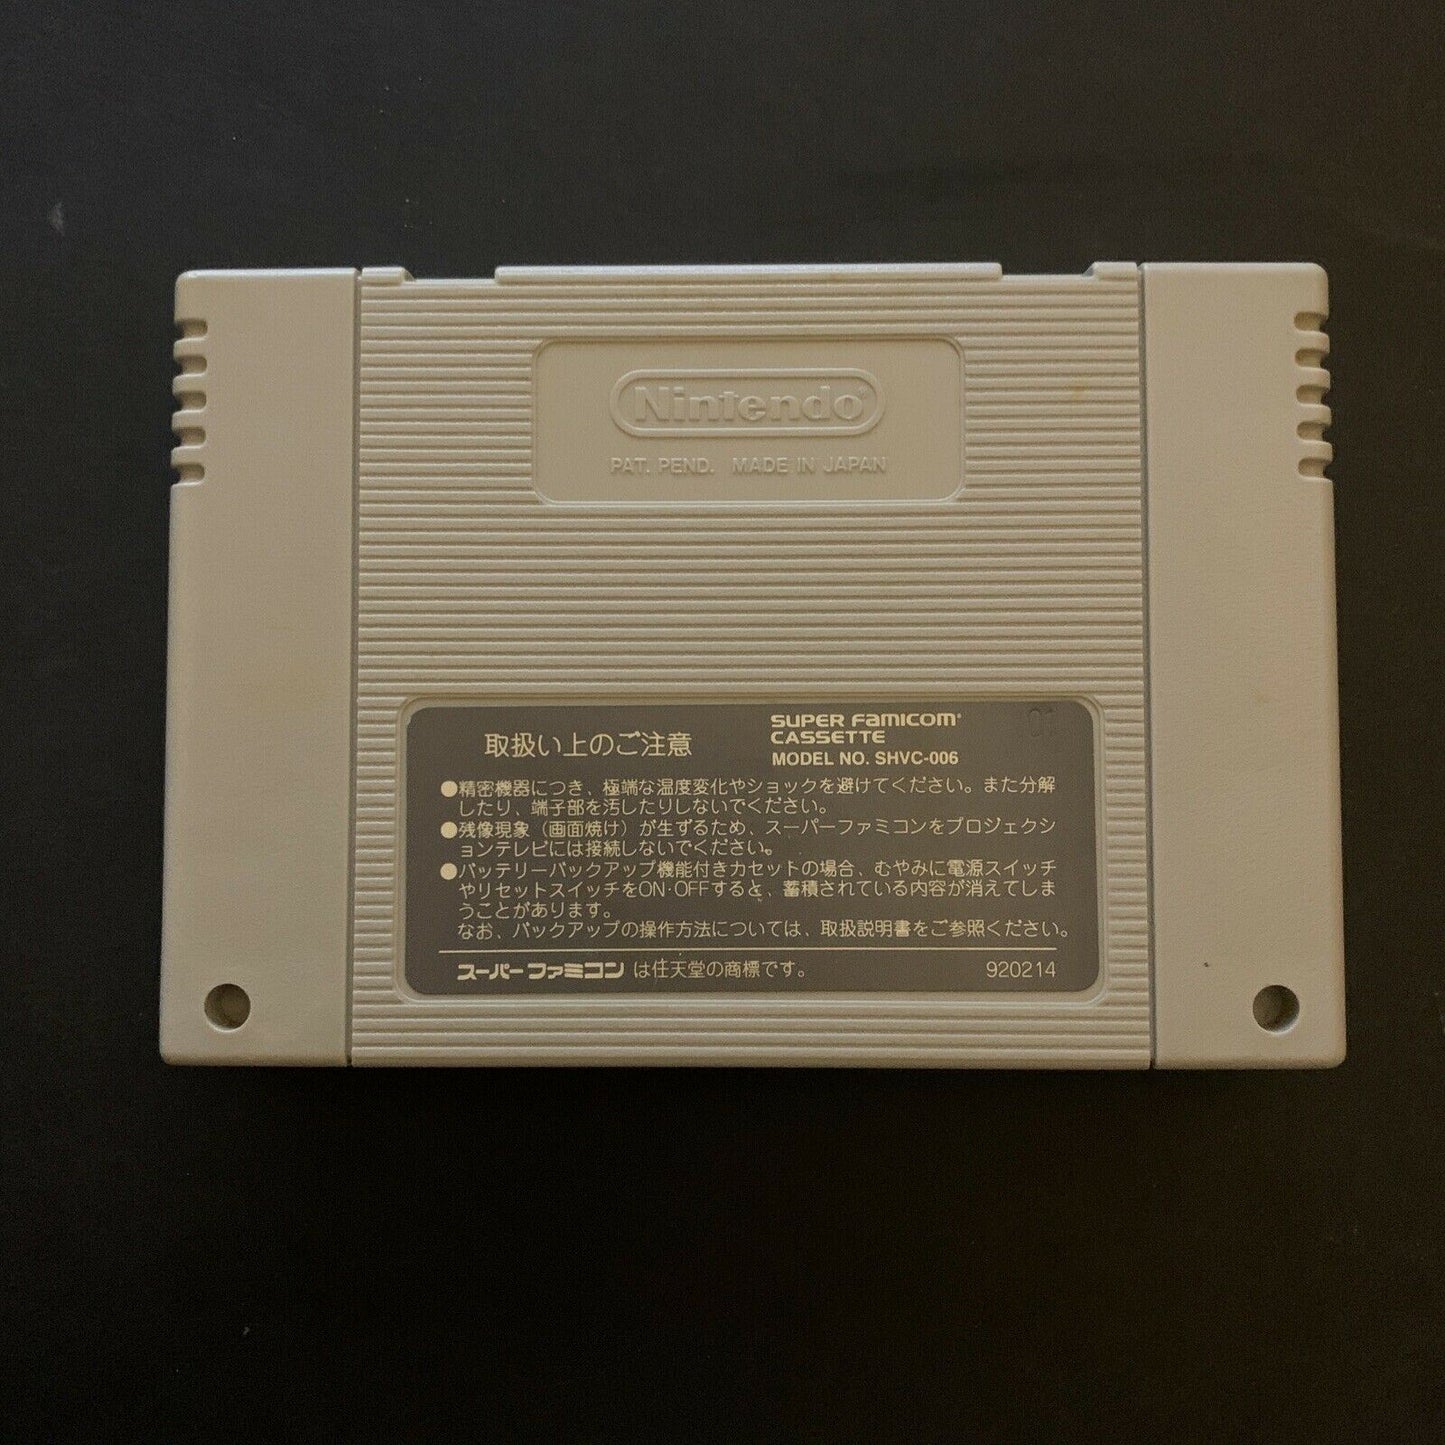 Nintendo
PAT. PEND. MADE IN JAPAN
取扱い上のご注意
SUPER FAMICOM®
CASSETTE
MODEL NO. SHVC-006
●精密機器につき、極端な温度変化やショックを避けてください。また分解
したり、端子部を汚したりしないでください。
●残像現象（画面焼け）が生ずるため、スーパーファミコンをプロジェクシ
ョンテレビには接続しないでください。
●バッテリーバックアップ機能付きカセットの場合、むやみに電源スイッチ
やリセットスイッチをON·OFFすると、蓄積されている内容が消えてしま
うことがあります。
なお、バックアップの操作方法については、取扱説明書をご参照ください。
スーパーファミコンは任天堂の商標です。
920214